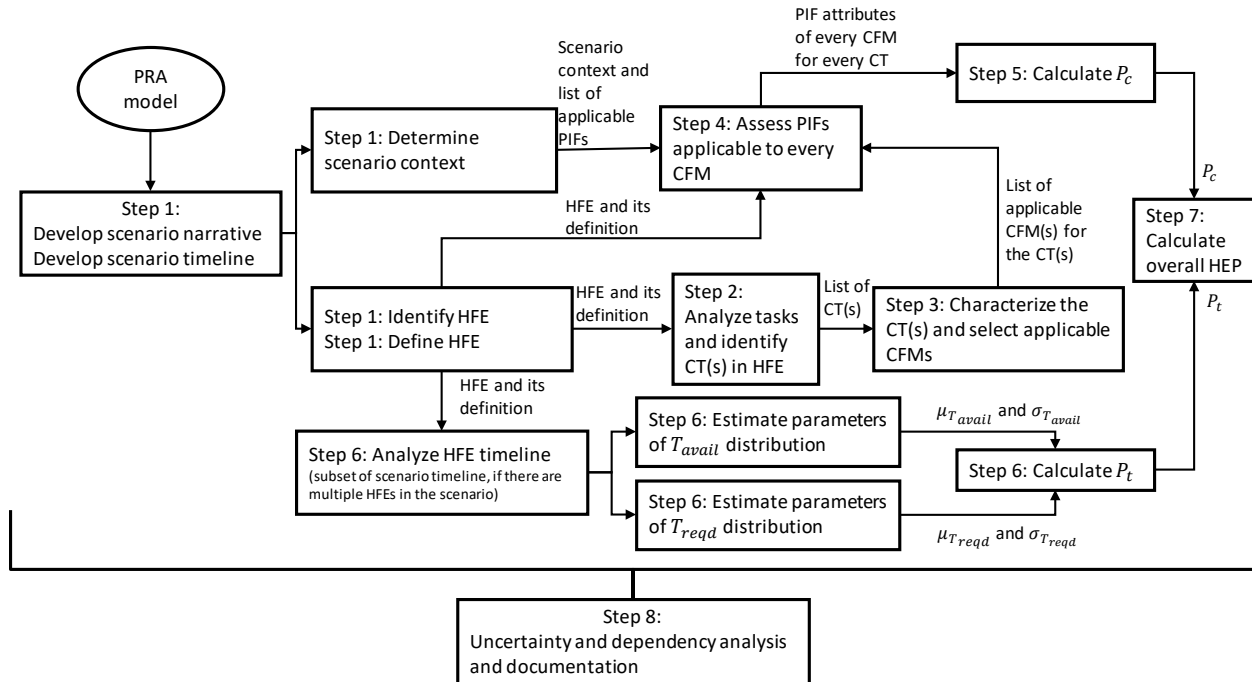 PRA
model
Step 1:
Develop scenario narrative
Develop scenario timeline
Step 1: Determine
scenario context
Scenario
context and
list of
applicable
PIFs
Step 4: Assess PIFs
applicable to every
CFM
PIF attributes
of every CFM
for every CT
Step 5: Calculate P_c
P_c
HFE and its
definition
List of
applicable
CFM(s) for
the CT(s)
Step 7:
Calculate
overall HEP
P_t
Step 1: Identify HFE
Step 1: Define HFE
HFE and its
definition
Step 2:
Analyze tasks
and identify
CT(s) in HFE
List of
CT(s)
Step 3: Characterize the
CT(s) and select applicable
CFMs
HFE and its
definition
Step 6: Analyze HFE timeline
(subset of scenario timeline, if there are
multiple HFEs in the scenario)
Step 6: Estimate parameters
of T_avail distribution
μ_T_avail and σ_T_avail
Step 6: Calculate P_t
Step 6: Estimate parameters
of T_reqd distribution
μ_T_reqd and σ_T_reqd
Step 8:
Uncertainty and dependency analysis
and documentation